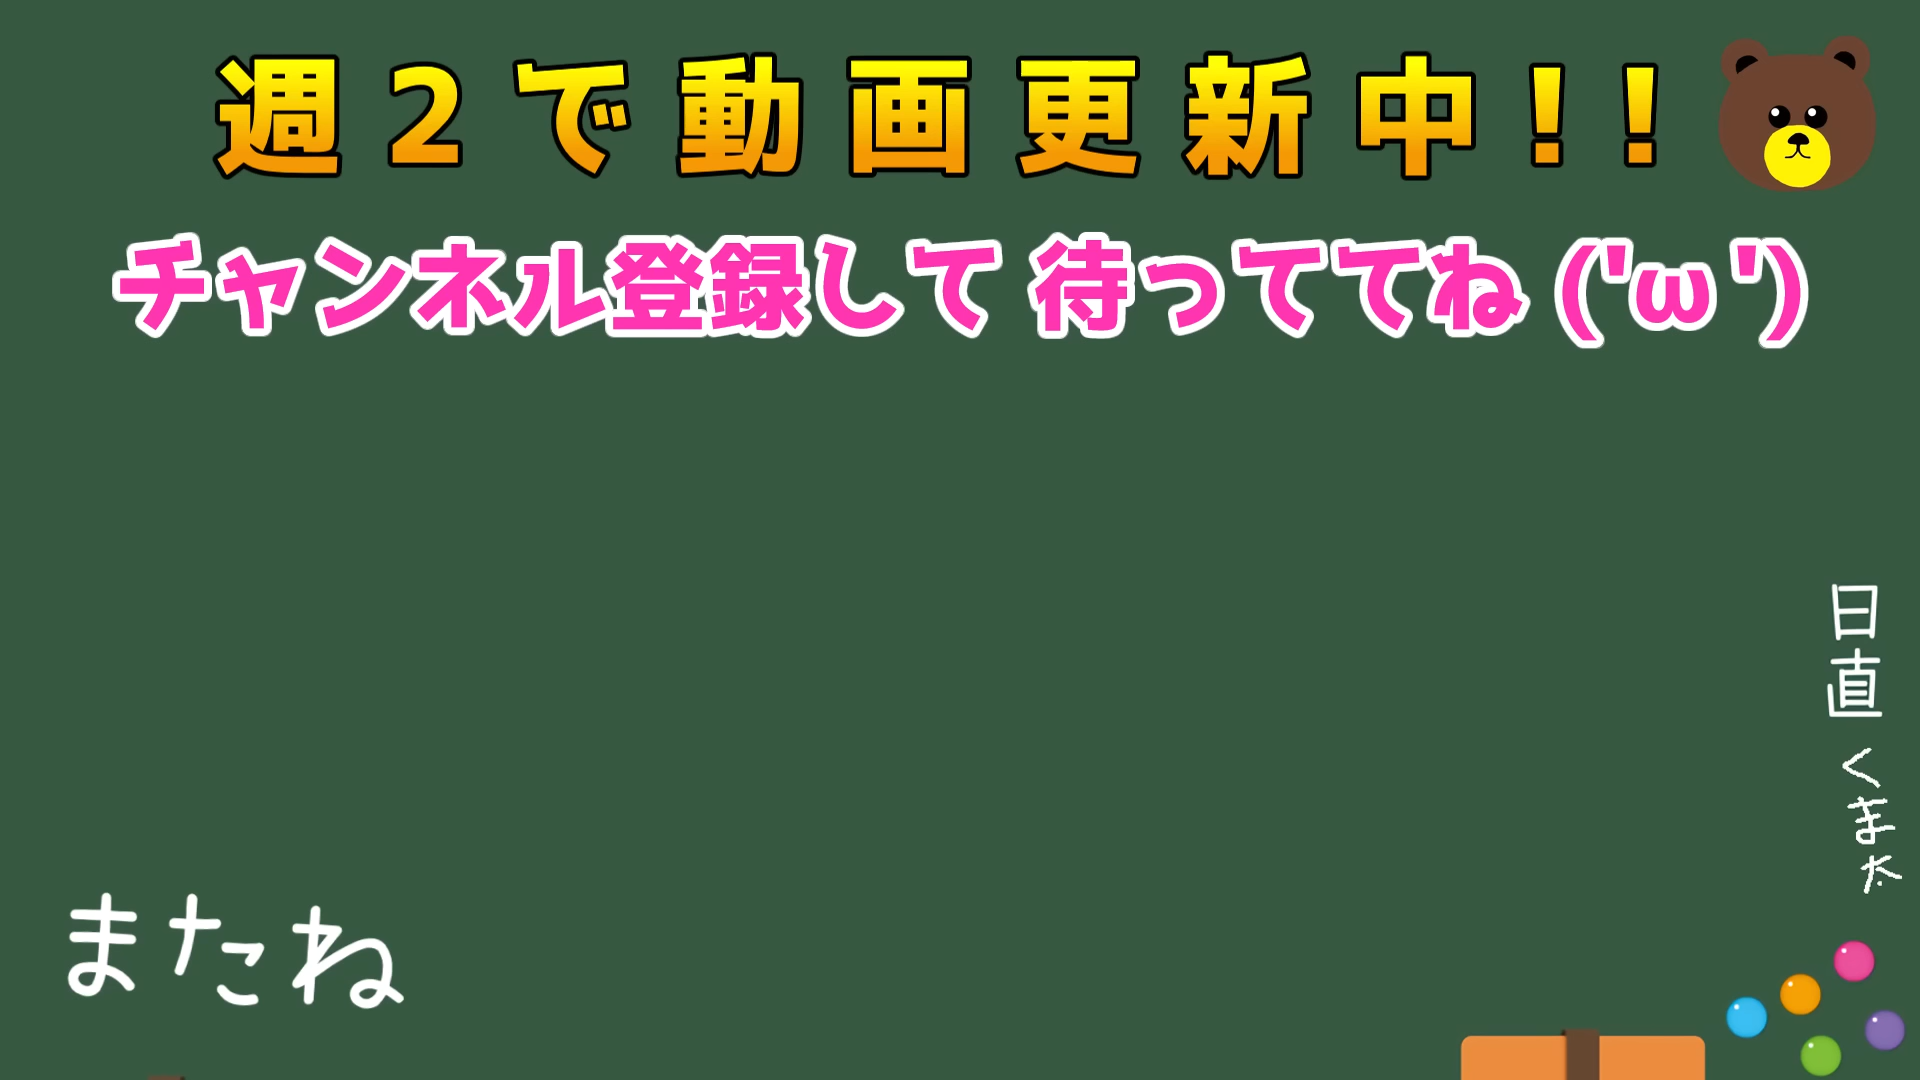 週2で動画更新中!!
チャンネル登録して 待っててね ('ω')
日直 くま太
またね